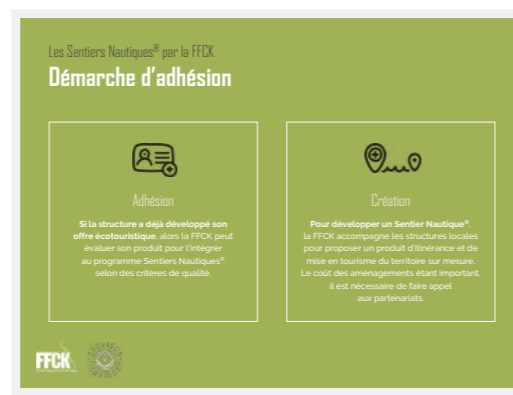 Les Sentiers Nautiques® par la FFCK
Démarche d'adhésion
Adhésion
Si la structure a déjà développé son
offre écotouristique, alors la FFCK peut
évaluer son produit pour l'intégrer
au programme Sentiers Nautiques®
selon des critères de qualité.
Création
Pour développer un Sentier Nautique®,
la FFCK accompagne les structures locales
pour proposer un produit d'itinérance et de
mise en tourisme du territoire sur mesure.
Le coût des aménagements étant important,
il est nécessaire de faire appel
aux partenariats.
FFCK